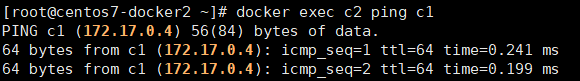 [root@centos7-docker2 ~]# docker exec c2 ping c1
PING c1 (172.17.0.4) 56(84) bytes of data.
64 bytes from c1 (172.17.0.4): icmp_seq=1 ttl=64 time=0.241 ms
64 bytes from c1 (172.17.0.4): icmp_seq=2 ttl=64 time=0.199 ms